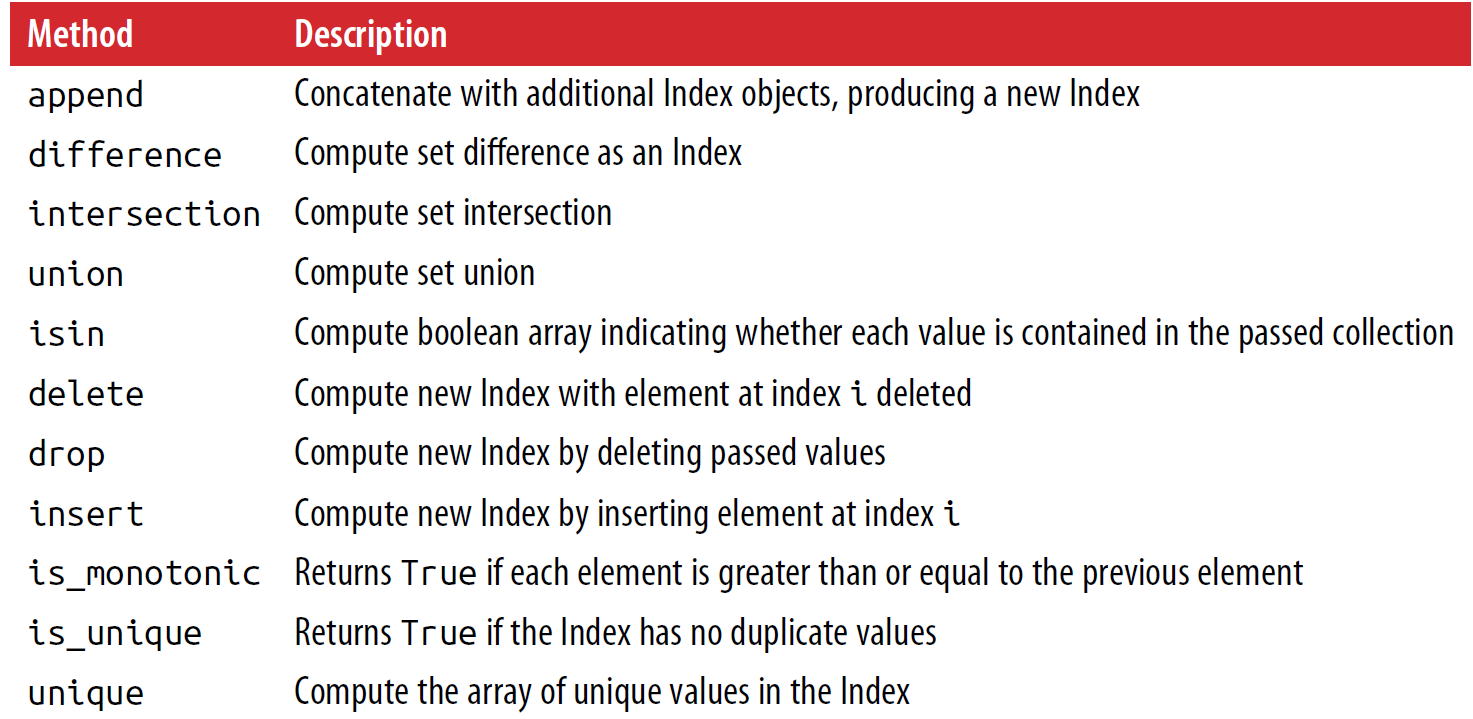 Method Description
append Concatenate with additional Index objects, producing a new Index
difference Compute set difference as an Index
intersection Compute set intersection
union Compute set union
isin Compute boolean array indicating whether each value is contained in the passed collection
delete Compute new Index with element at index i deleted
drop Compute new Index by deleting passed values
insert Compute new Index by inserting element at index i
is_monotonic Returns True if each element is greater than or equal to the previous element
is_unique Returns True if the Index has no duplicate values
unique Compute the array of unique values in the Index